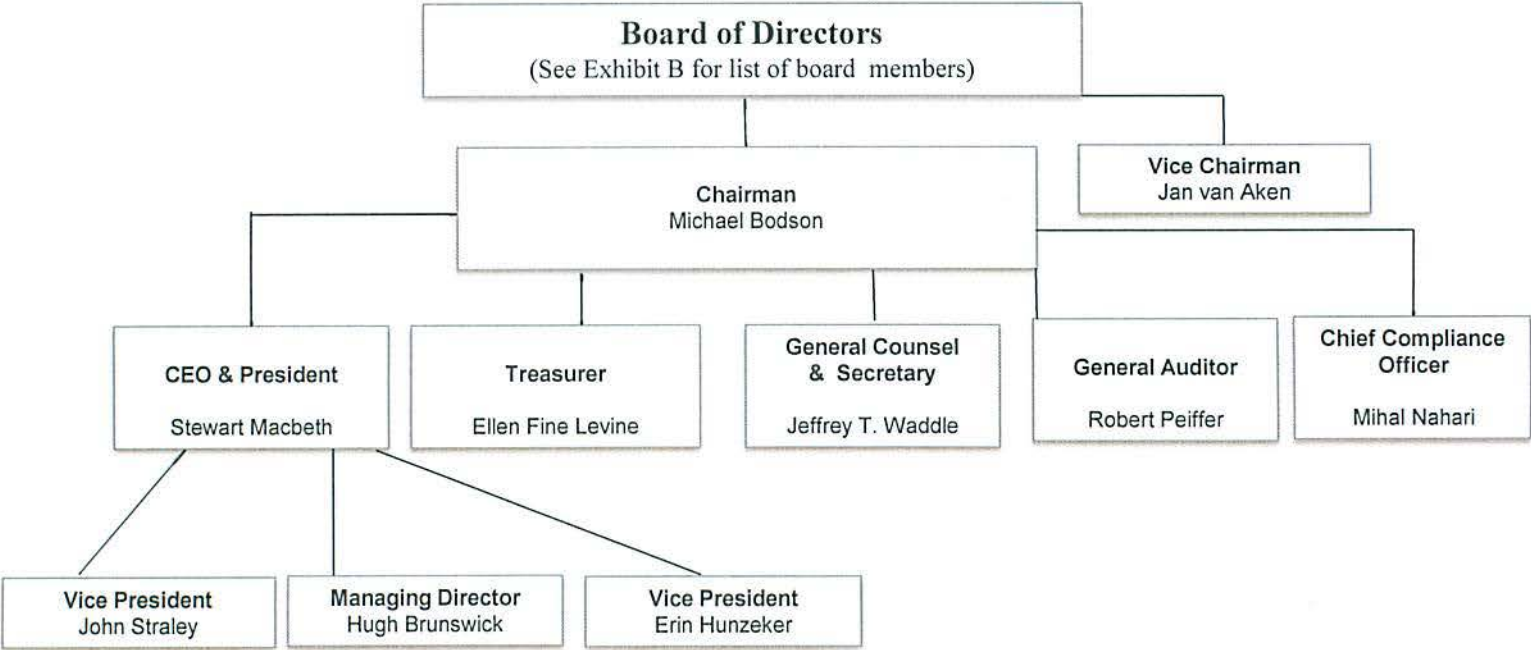 Board of Directors
(See Exhibit B for list of board members)
Vice Chairman
Jan van Aken
Chairman
Michael Bodson
CEO & President
Stewart Macbeth
Treasurer
Ellen Fine Levine
General Counsel
& Secretary
Jeffrey T. Waddle
General Auditor
Robert Peiffer
Chief Compliance
Officer
Mihal Nahari
Vice President
John Straley
Managing Director
Hugh Brunswick
Vice President
Erin Hunzeker